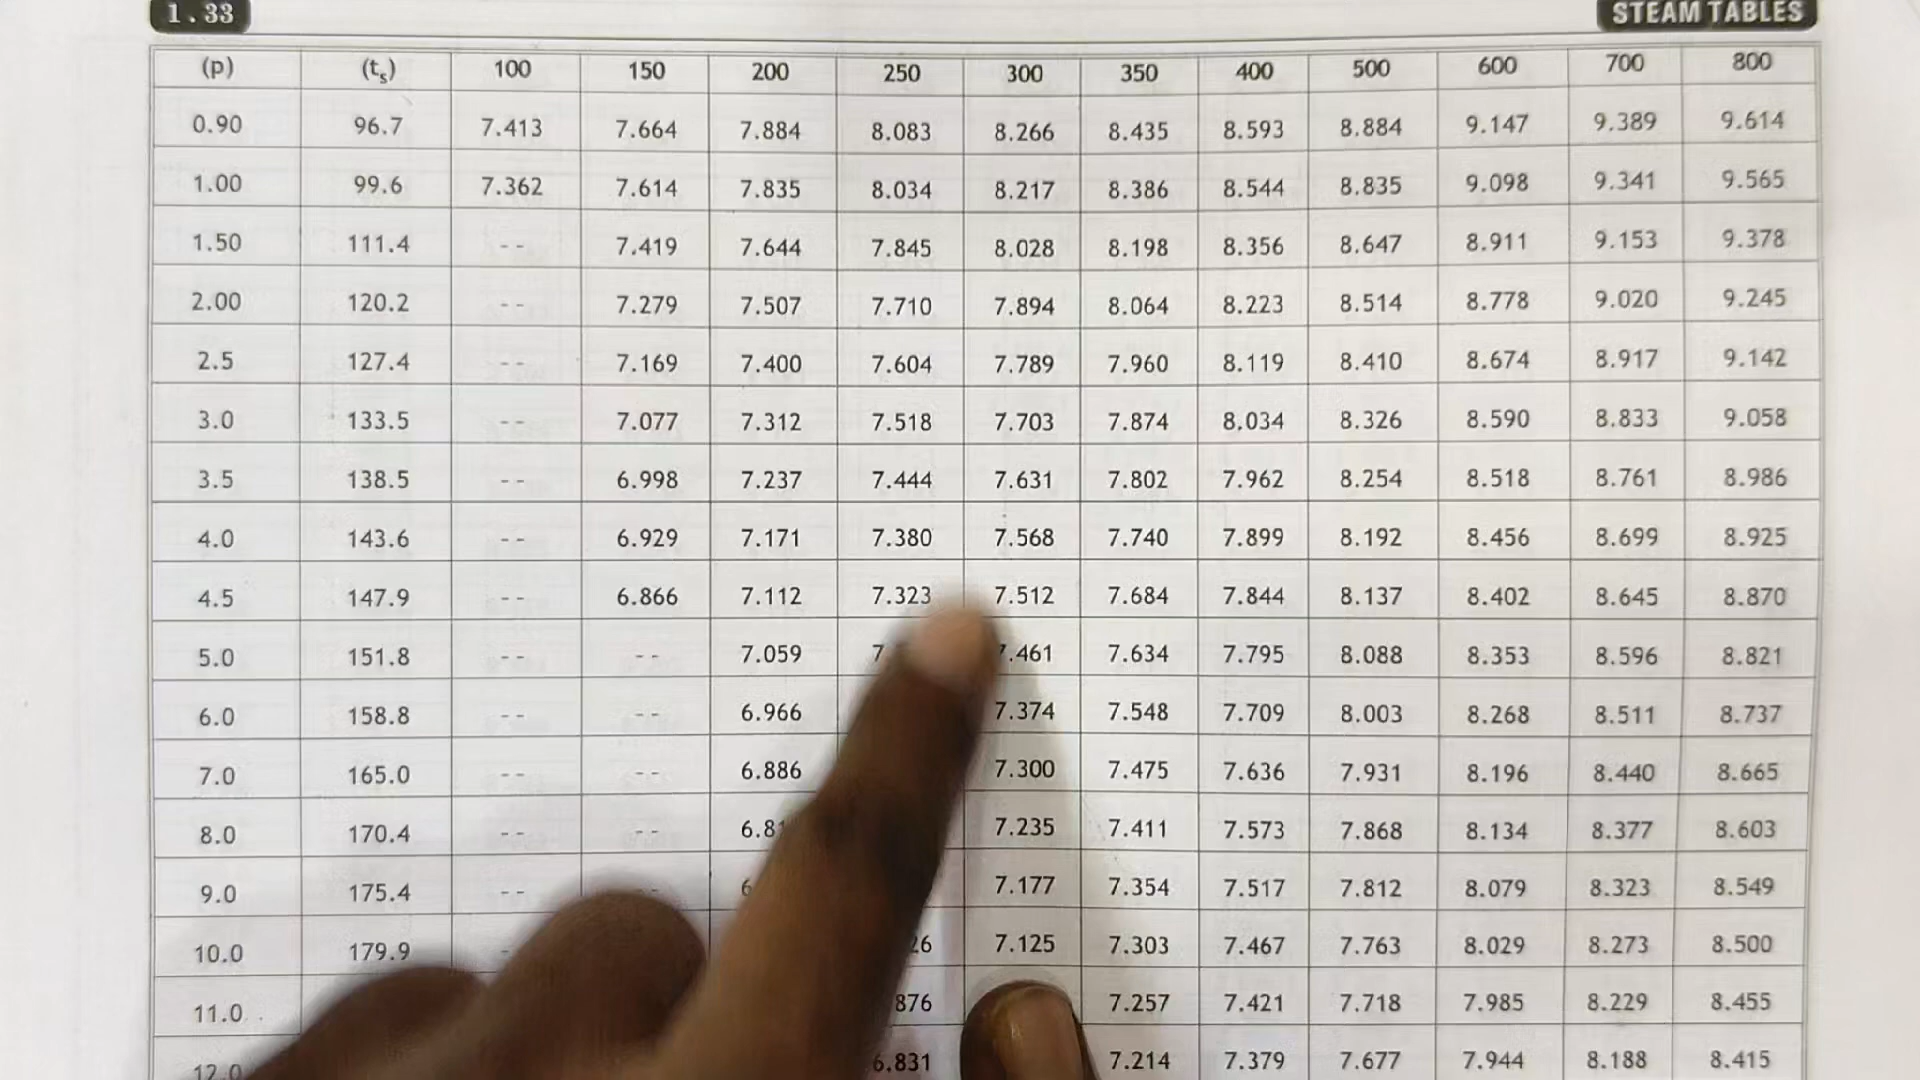 1.33 STEAM TABLES
(p) (ts) 100 150 200 250 300 350 400 500 600 700 800
0.90 96.7 7.413 7.664 7.884 8.083 8.266 8.435 8.593 8.884 9.147 9.389 9.614
1.00 99.6 7.362 7.614 7.835 8.034 8.217 8.386 8.544 8.835 9.098 9.341 9.565
1.50 111.4 -- 7.419 7.644 7.845 8.028 8.198 8.356 8.647 8.911 9.153 9.378
2.00 120.2 -- 7.279 7.507 7.710 7.894 8.064 8.223 8.514 8.778 9.020 9.245
2.5 127.4 -- 7.169 7.400 7.604 7.789 7.960 8.119 8.410 8.674 8.917 9.142
3.0 133.5 -- 7.077 7.312 7.518 7.703 7.874 8.034 8.326 8.590 8.833 9.058
3.5 138.5 -- 6.998 7.237 7.444 7.631 7.802 7.962 8.254 8.518 8.761 8.986
4.0 143.6 -- 6.929 7.171 7.380 7.568 7.740 7.899 8.192 8.456 8.699 8.925
4.5 147.9 -- 6.866 7.112 7.323 7.512 7.684 7.844 8.137 8.402 8.645 8.870
5.0 151.8 -- -- 7.059 7.461 7.634 7.795 8.088 8.353 8.596 8.821
6.0 158.8 -- -- 6.966 7.374 7.548 7.709 8.003 8.268 8.511 8.737
7.0 165.0 -- -- 6.886 7.300 7.475 7.636 7.931 8.196 8.440 8.665
8.0 170.4 -- -- 7.235 7.411 7.573 7.868 8.134 8.377 8.603
9.0 175.4 -- -- 7.177 7.354 7.517 7.812 8.079 8.323 8.549
10.0 179.9 7.125 7.303 7.467 7.763 8.029 8.273 8.500
11.0 7.257 7.421 7.718 7.985 8.229 8.455
12.0 6.831 7.214 7.379 7.677 7.944 8.188 8.415